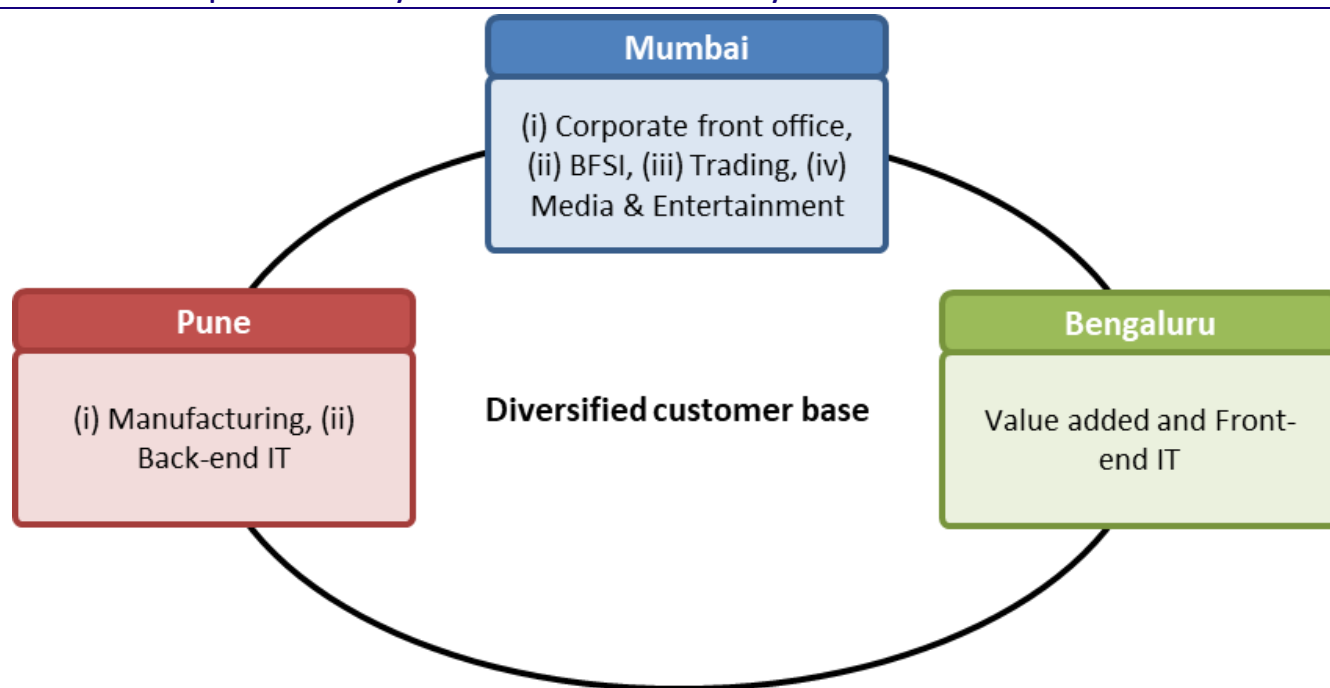 Mumbai
(i) Corporate front office,
(ii) BFSI, (iii) Trading, (iv)
Media & Entertainment
Pune
(i) Manufacturing, (ii)
Back-end IT
Diversified customer base
Bengaluru
Value added and Front-
end IT